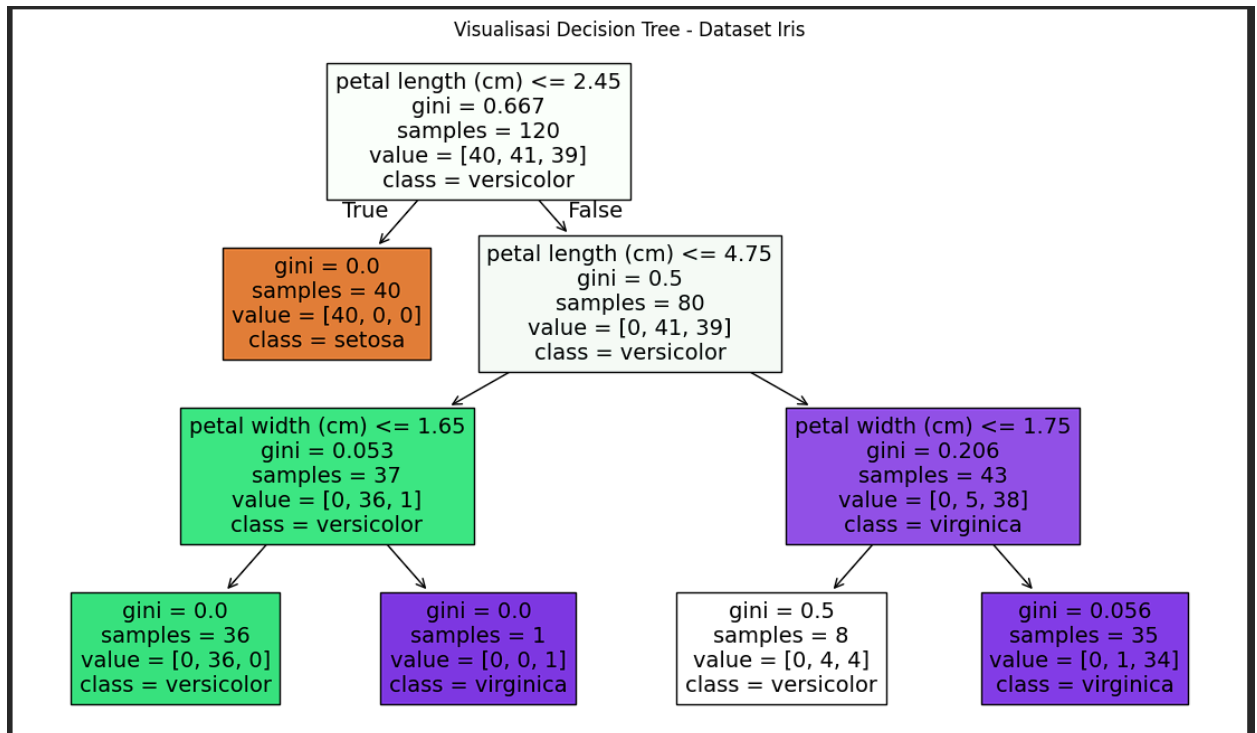 Visualisasi Decision Tree - Dataset Iris
petal length (cm) <= 2.45
gini = 0.667
samples = 120
value = [40, 41, 39]
class = versicolor
True
False
gini = 0.0
samples = 40
value = [40, 0, 0]
class = setosa
petal length (cm) <= 4.75
gini = 0.5
samples = 80
value = [0, 41, 39]
class = versicolor
petal width (cm) <= 1.65
gini = 0.053
samples = 37
value = [0, 36, 1]
class = versicolor
petal width (cm) <= 1.75
gini = 0.206
samples = 43
value = [0, 5, 38]
class = virginica
gini = 0.0
samples = 36
value = [0, 36, 0]
class = versicolor
gini = 0.0
samples = 1
value = [0, 0, 1]
class = virginica
gini = 0.5
samples = 8
value = [0, 4, 4]
class = versicolor
gini = 0.056
samples = 35
value = [0, 1, 34]
class = virginica